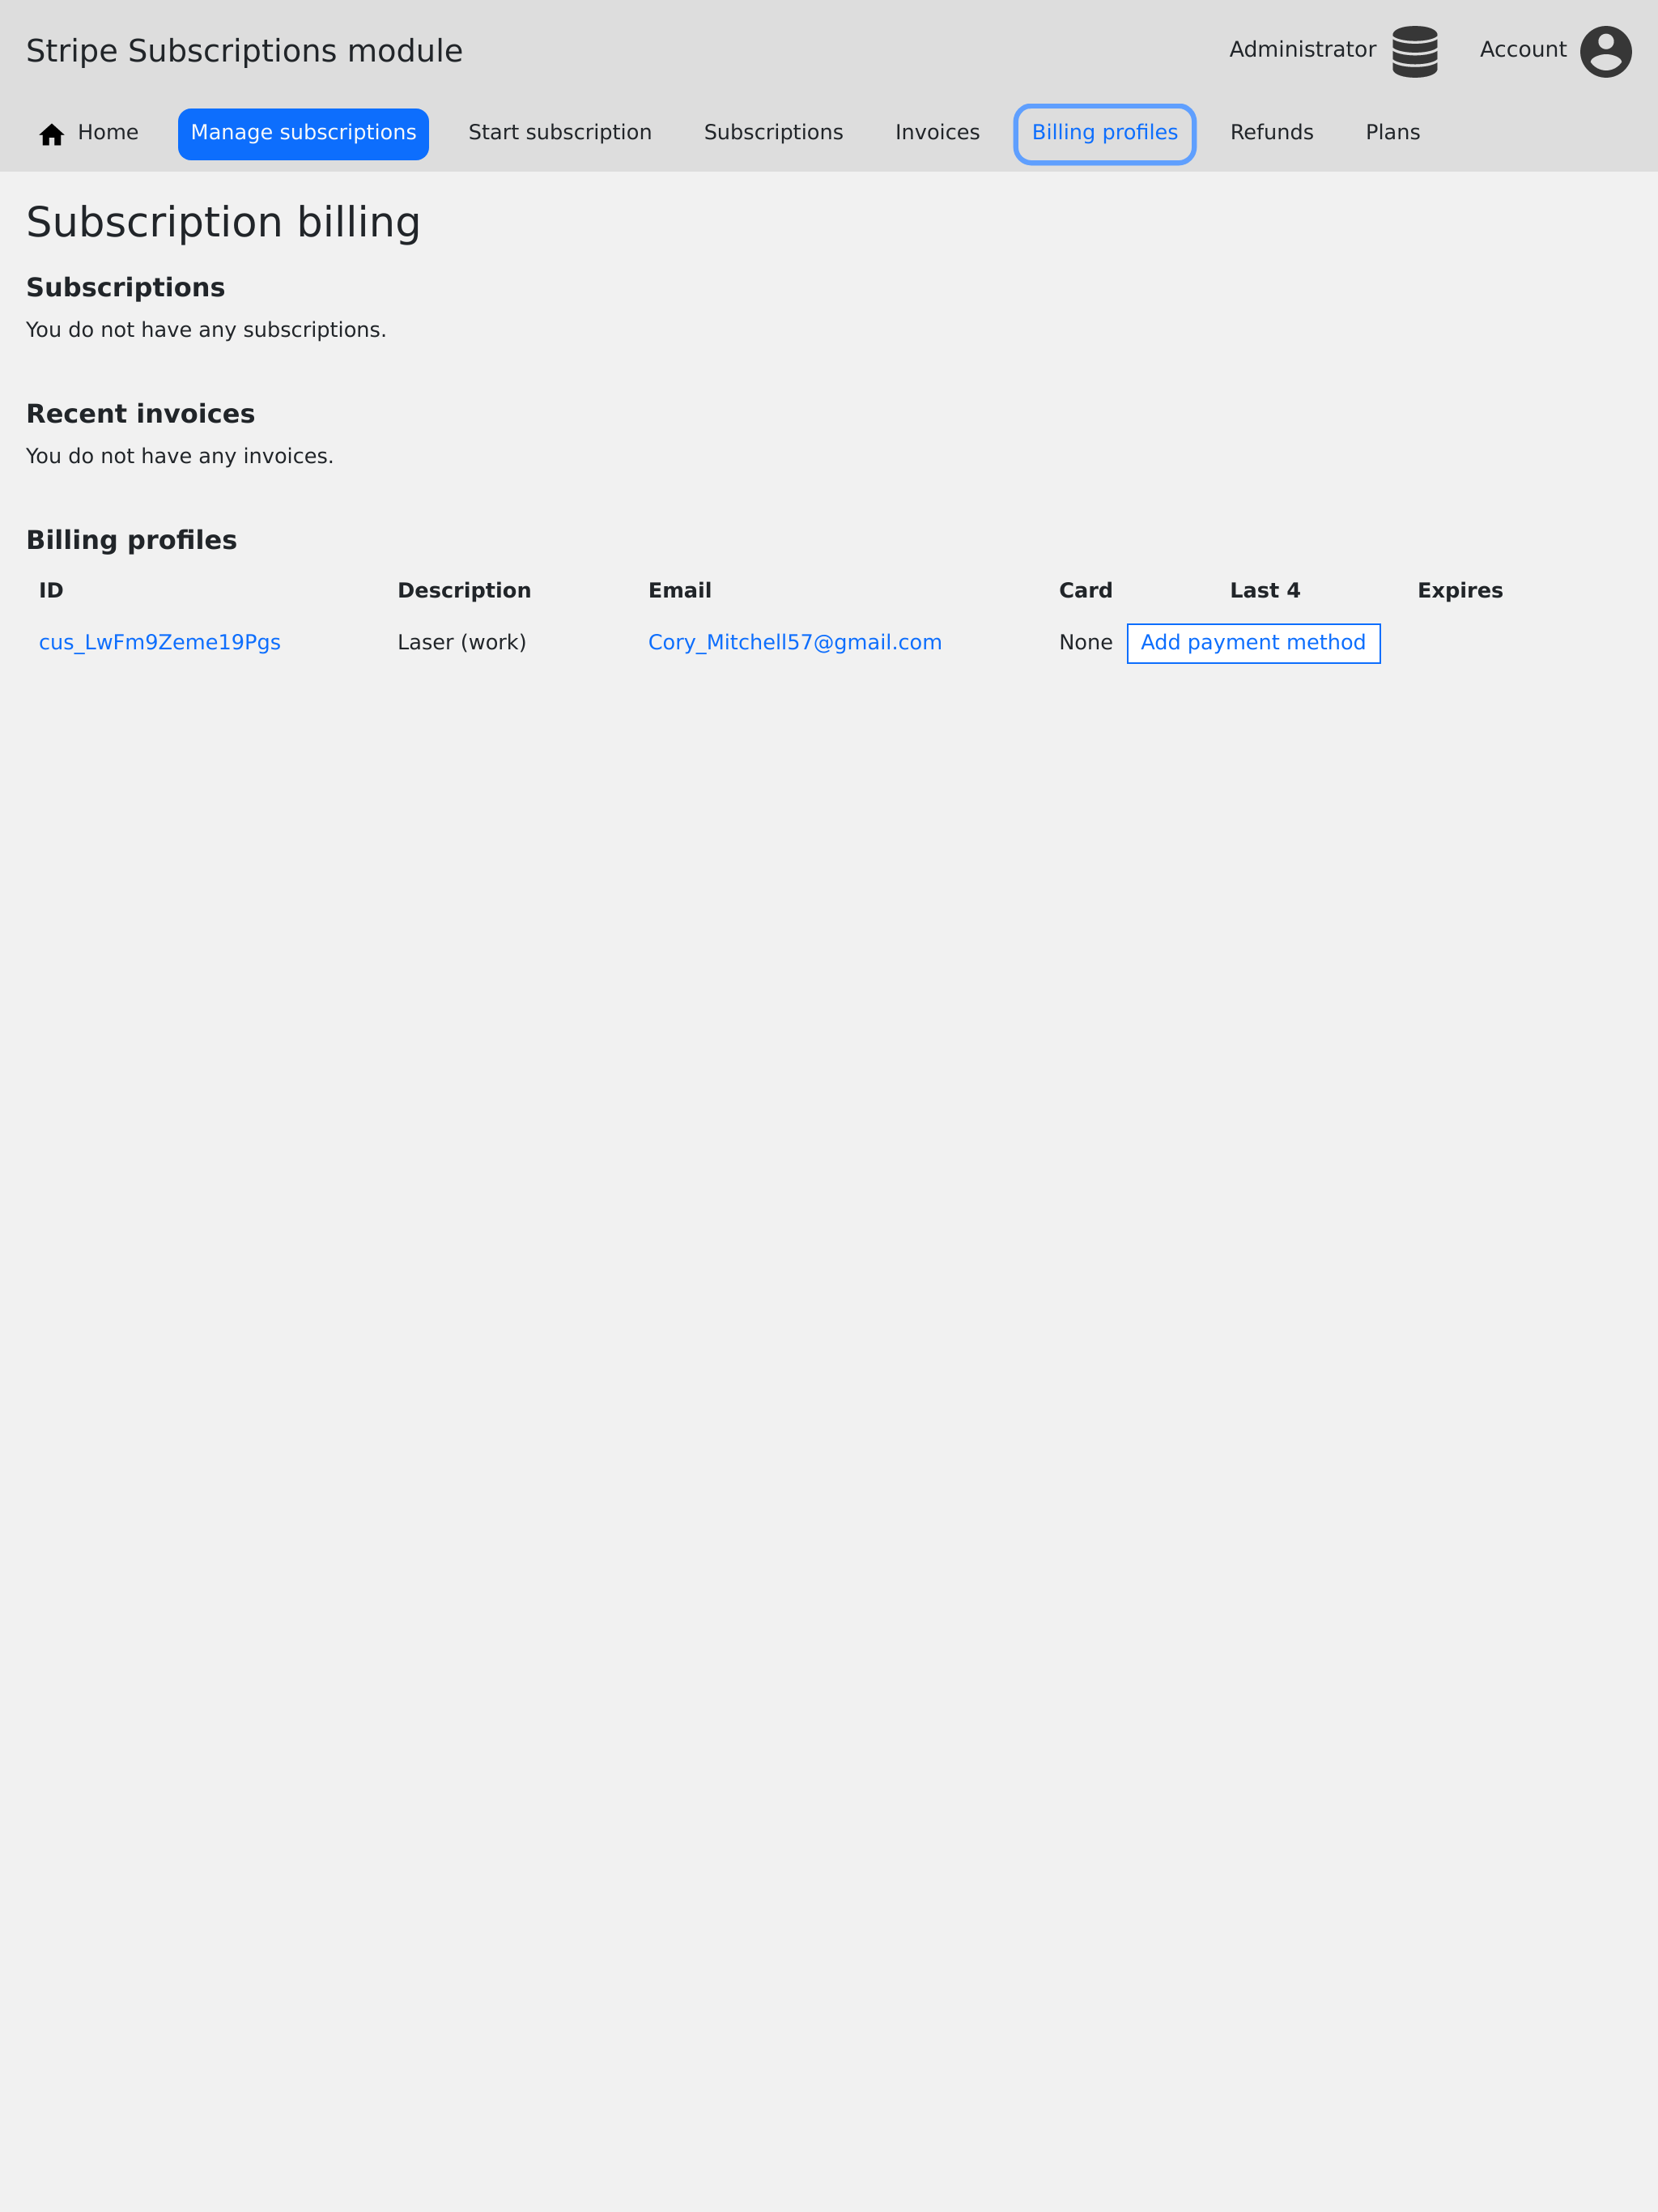 Stripe Subscriptions module
Administrator Account
Home Manage subscriptions Start subscription Subscriptions Invoices Billing profiles Refunds Plans
Subscription billing
Subscriptions
You do not have any subscriptions.
Recent invoices
You do not have any invoices.
Billing profiles
ID Description Email Card Last 4 Expires
cus_LwFm9Zeme19Pgs Laser (work) Cory_Mitchell57@gmail.com None Add payment method